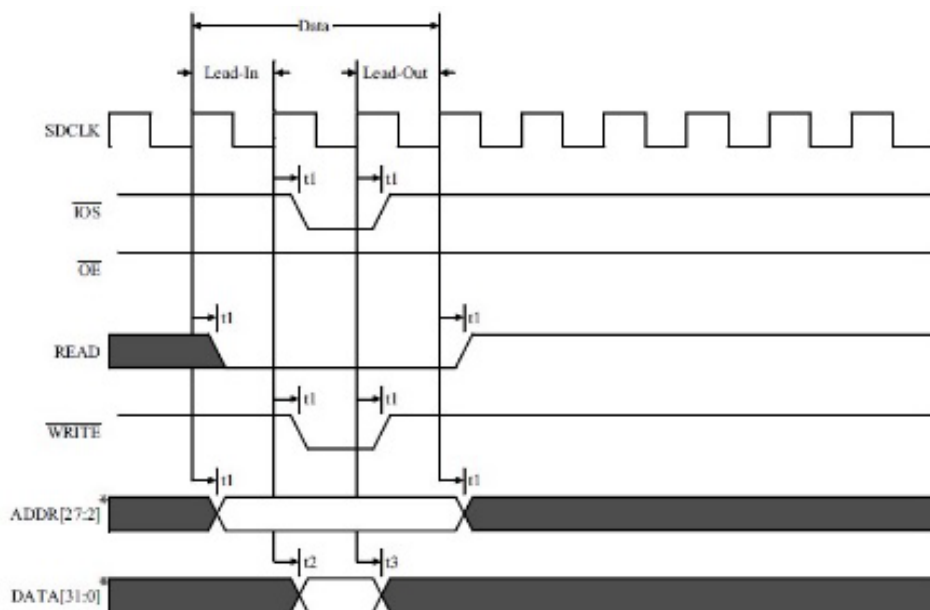 Data
Lead-In Lead-Out
SDCLK
t1 t1
IOS
OE
t1 t1
READ
t1 t1
WRITE
t1 t1
ADDR[27:2]
t2 t3
DATA[31:0]